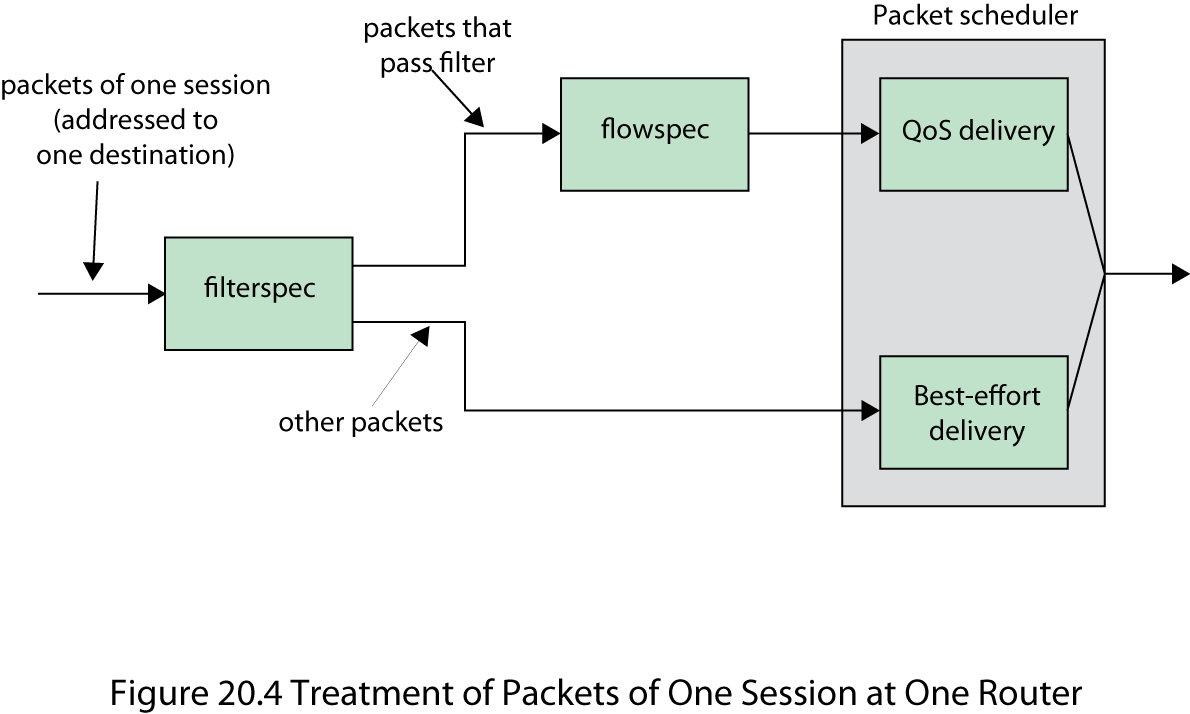 Packet scheduler
packets that
pass filter
packets of one session
(addressed to
one destination)
flowspec
QoS delivery
filterspec
other packets
Best-effort
delivery
Figure 20.4 Treatment of Packets of One Session at One Router